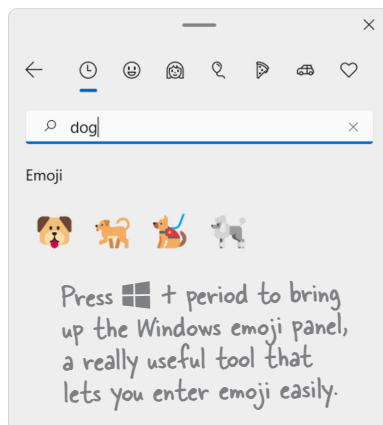 dog
Emoji
Press + period to bring
up the Windows emoji panel,
a really useful tool that
lets you enter emoji easily.